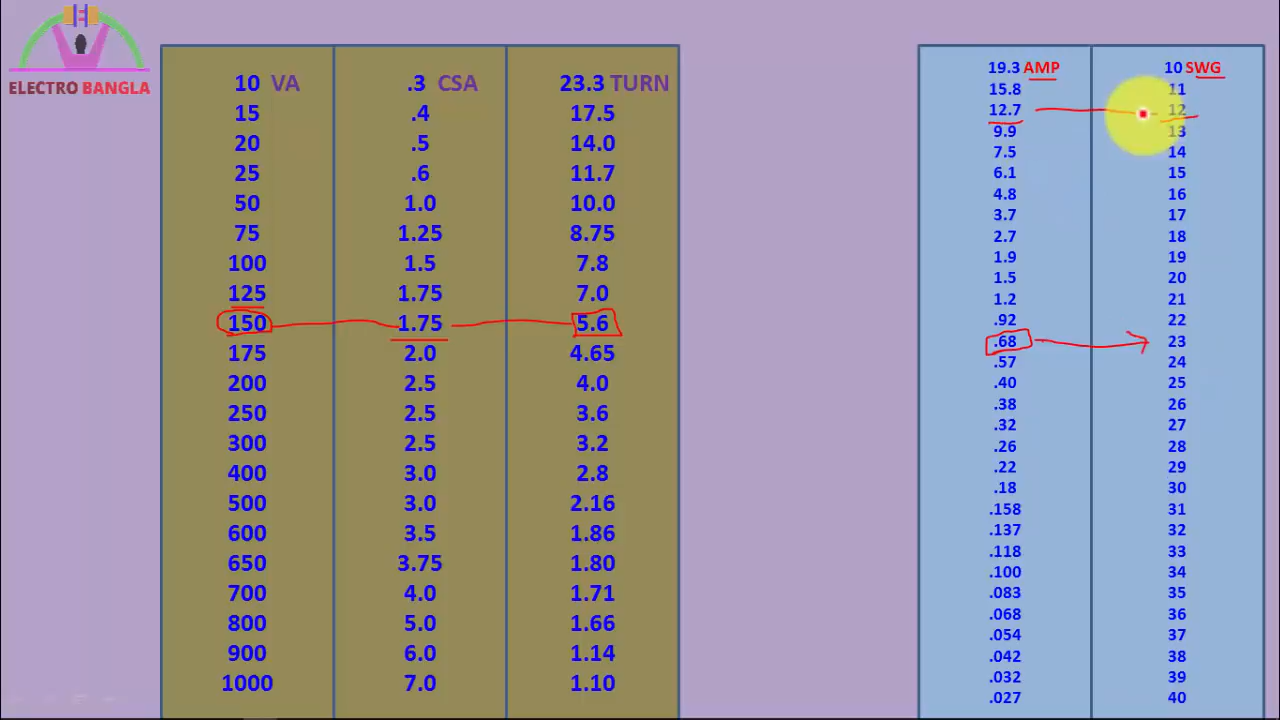 ELECTRO BANGLA
10 VA .3 CSA 23.3 TURN
15 .4 17.5
20 .5 14.0
25 .6 11.7
50 1.0 10.0
75 1.25 8.75
100 1.5 7.8
125 1.75 7.0
150 1.75 5.6
175 2.0 4.65
200 2.5 4.0
250 2.5 3.6
300 2.5 3.2
400 3.0 2.8
500 3.0 2.16
600 3.5 1.86
650 3.75 1.80
700 4.0 1.71
800 5.0 1.66
900 6.0 1.14
1000 7.0 1.10
19.3 AMP 10 SWG
15.8 11
12.7 12
9.9 13
7.5 14
6.1 15
4.8 16
3.7 17
2.7 18
1.9 19
1.5 20
1.2 21
.92 22
.68 23
.57 24
.40 25
.38 26
.32 27
.26 28
.22 29
.18 30
.158 31
.137 32
.118 33
.100 34
.083 35
.068 36
.054 37
.042 38
.032 39
.027 40